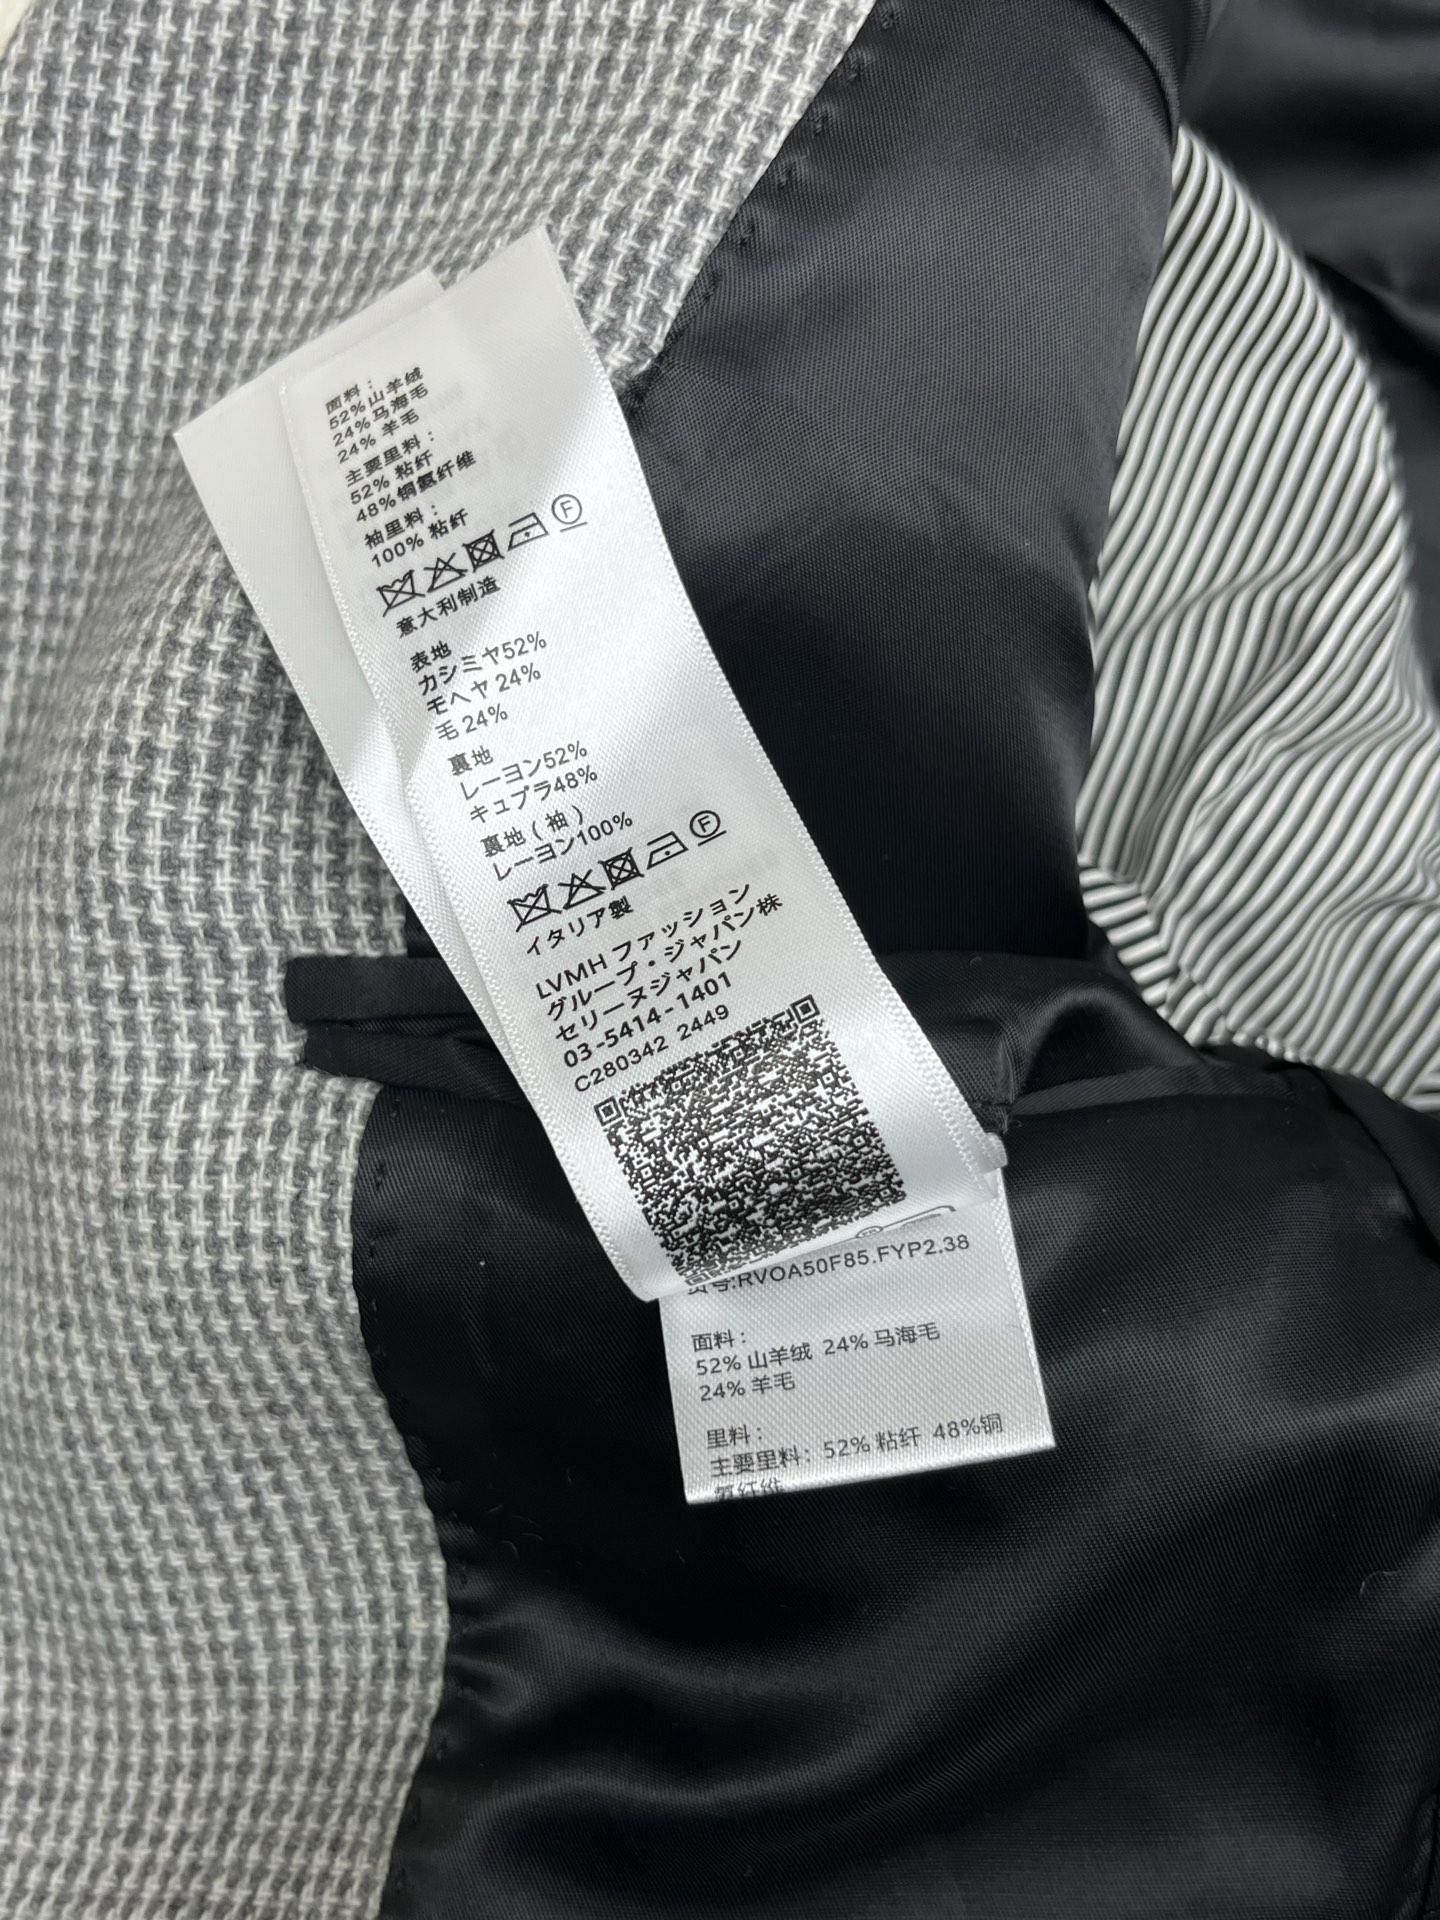 面料：
52%山羊绒
24%马海毛
24% 羊毛
主要里料：
52% 粘纤
48%铜氨纤维
袖里料：
100% 粘纤
F
意大利制造
表地
カシミヤ52%
モヘヤ 24%
毛 24%
裏地
レーヨン52%
キュプラ48%
裏地(袖)
レーヨン100%
F
イタリア製
LVMH ファッション
グループ・ジャパン株
セリーヌジャパン
03-5414-1401
C280342 2449
货号:RVOA50F85.FYP2.38
面料：
52% 山羊绒 24% 马海毛
24% 羊毛
里料：
主要里料：52% 粘纤 48%铜
氨纤维